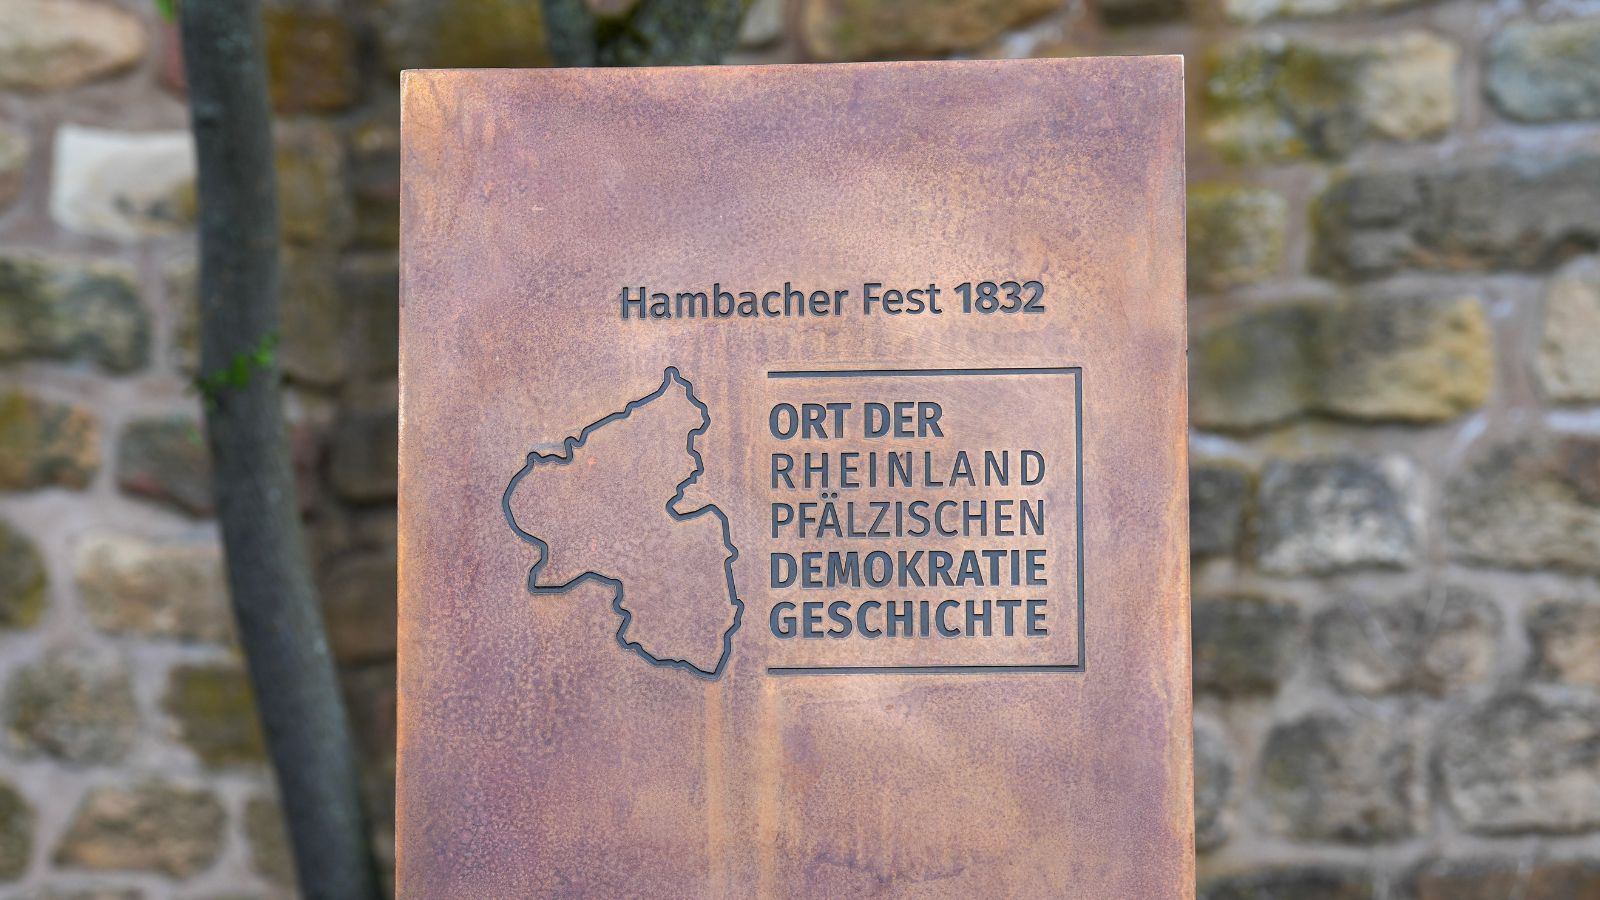 Hambacher Fest 1832
ORT DER
RHEINLAND
PFÄLZISCHEN
DEMOKRATIE
GESCHICHTE